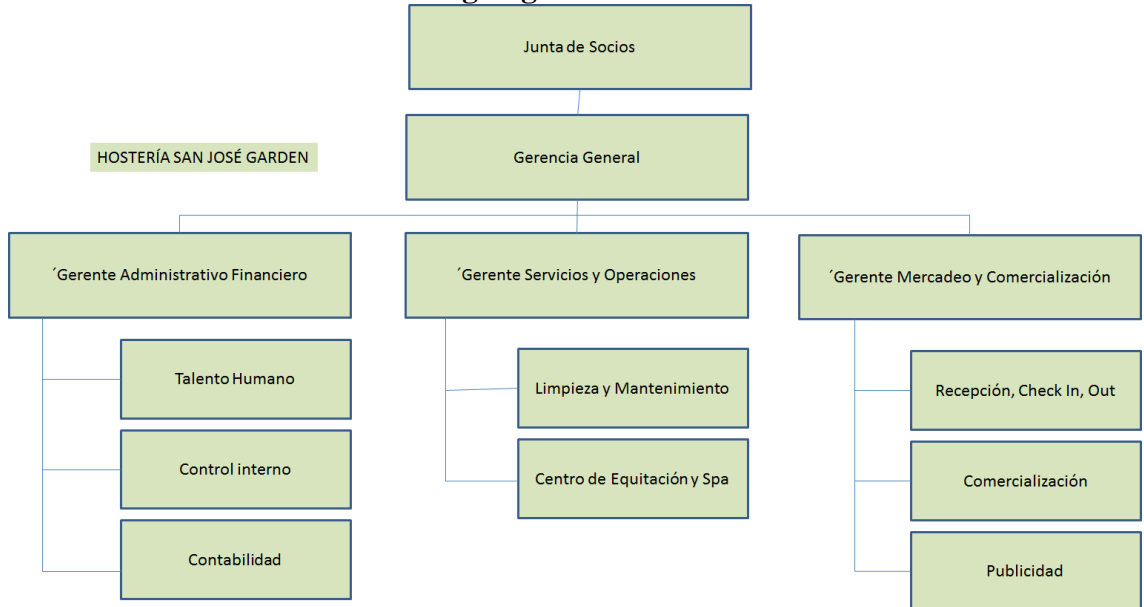 Junta de Socios
Gerencia General
HOSTERÍA SAN JOSÉ GARDEN
´Gerente Administrativo Financiero
´Gerente Servicios y Operaciones
´Gerente Mercadeo y Comercialización
Talento Humano
Limpieza y Mantenimiento
Recepción, Check In, Out
Control interno
Centro de Equitación y Spa
Comercialización
Contabilidad
Publicidad